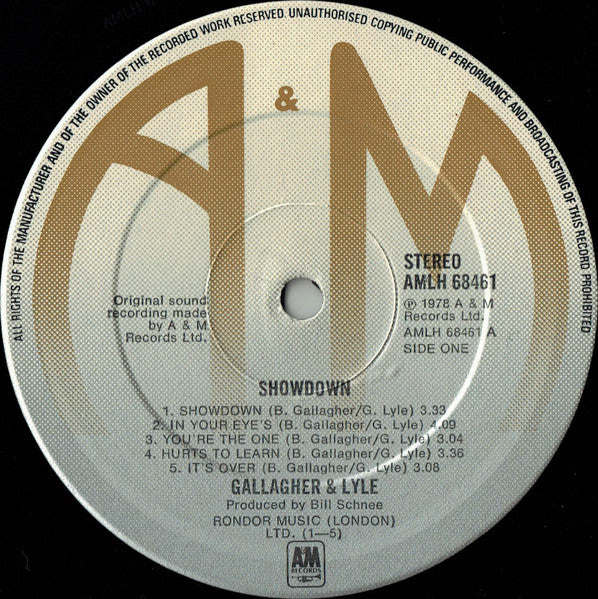 ALL RIGHTS OF THE MANUFACTURER AND OF THE OWNER OF THE RECORDED WORK RESERVED. UNAUTHORISED COPYING PUBLIC PERFORMANCE AND BROADCASTING OF THIS RECORD PROHIBITED
A & M
STEREO
AMLH 68461
Original sound
recording made
by A & M
Records Ltd.
℗ 1978 A & M
Records Ltd.
AMLH 68461 A
SIDE ONE
SHOWDOWN
1. SHOWDOWN (B. Gallagher/G. Lyle) 3.33
2. IN YOUR EYE'S (B. Gallagher/G. Lyle) 4.09
3. YOU'RE THE ONE (B. Gallagher/G. Lyle) 3.04
4. HURTS TO LEARN (B. Gallagher/G. Lyle) 3.36
5. IT'S OVER (B. Gallagher/G. Lyle) 3.08
GALLAGHER & LYLE
Produced by Bill Schnee
RONDOR MUSIC (LONDON)
LTD. (1—5)
AM
RECORDS